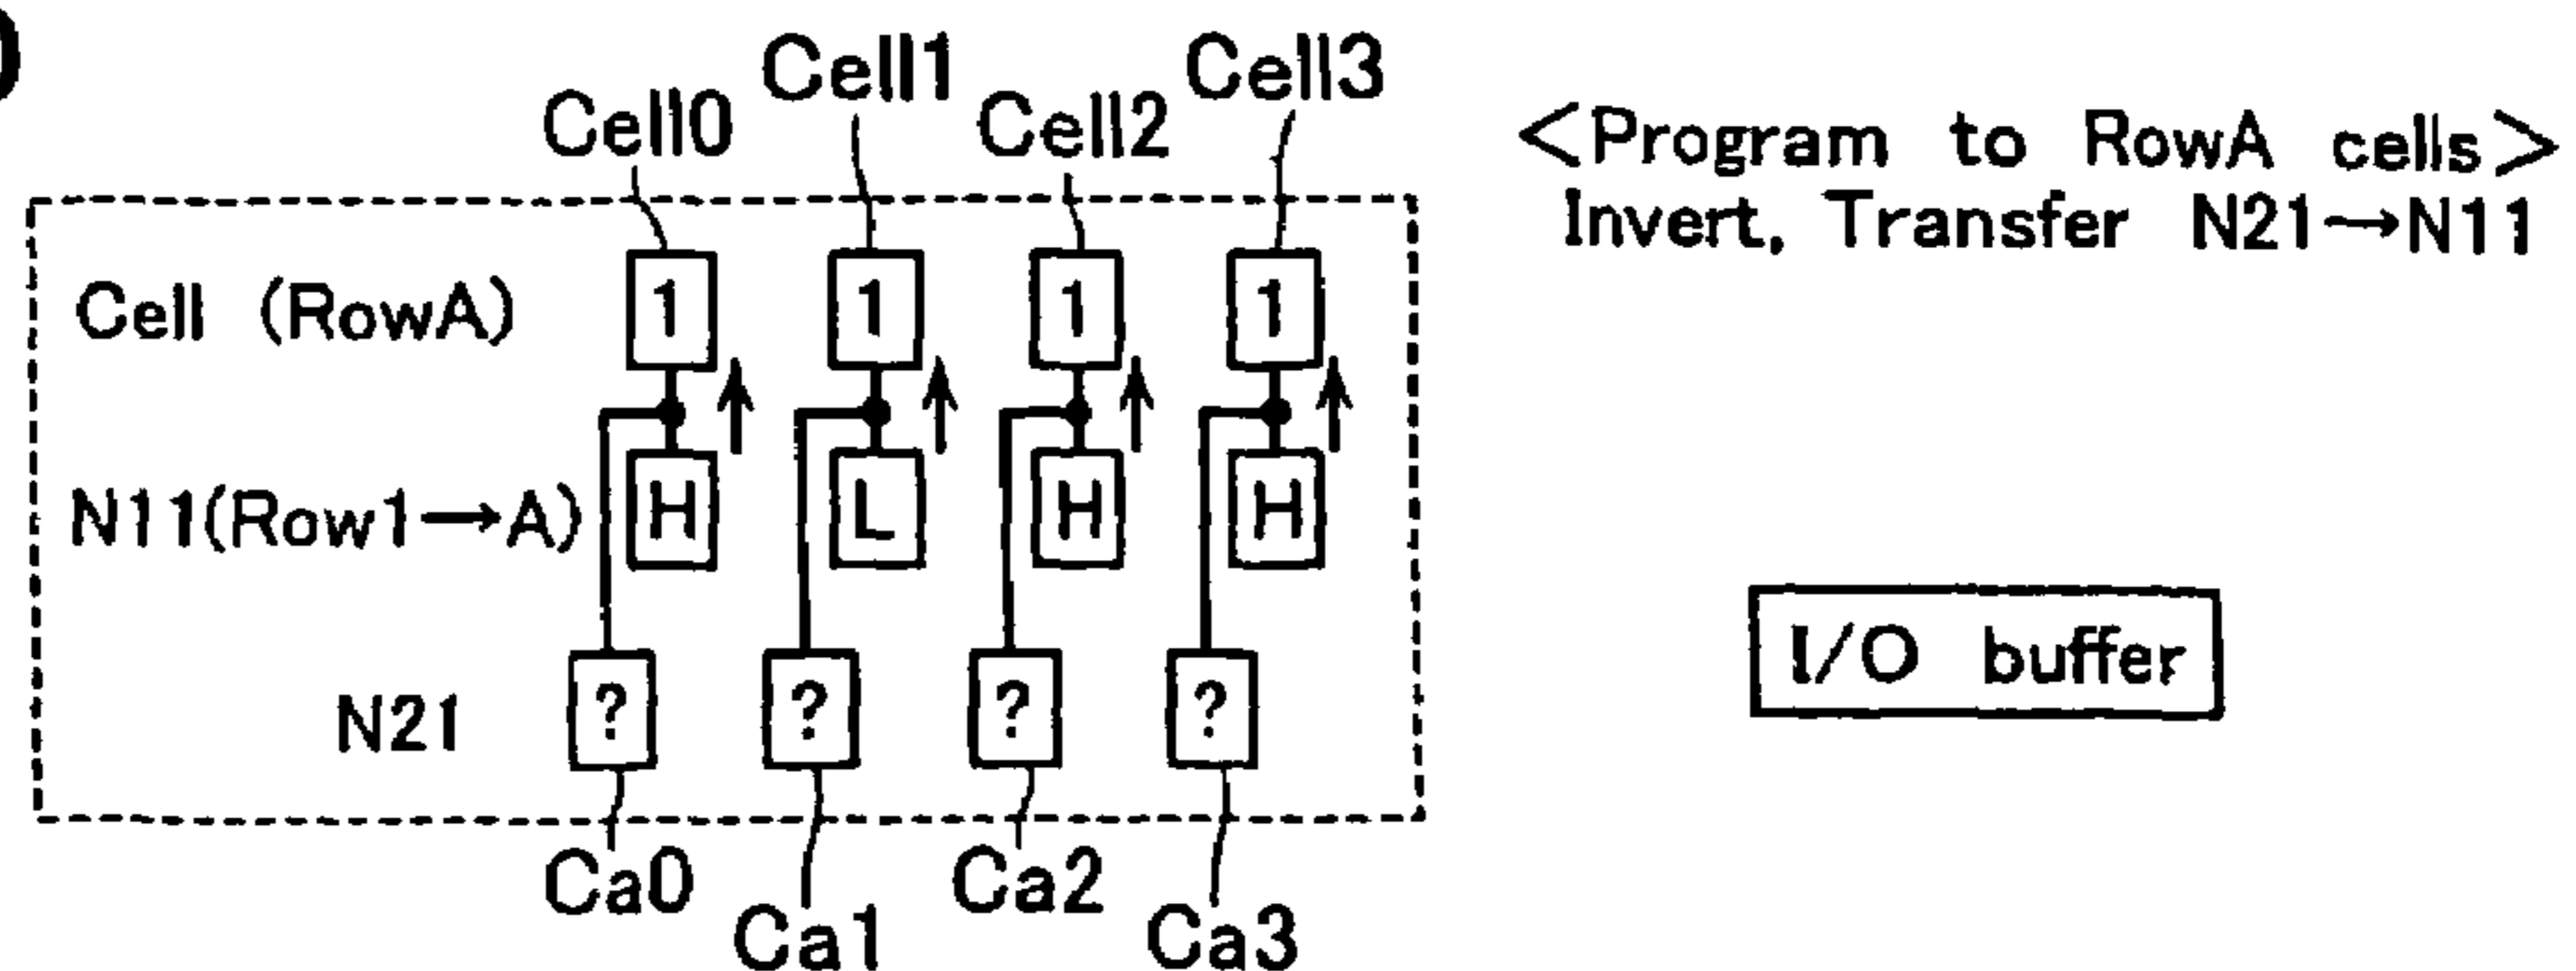 Cell0 Cell1 Cell2 Cell3
<Program to RowA cells>
Invert, Transfer N21→N11
Cell (RowA) 1 1 1 1
N11(Row1→A) H L H H
N21 ? ? ? ?
I/O buffer
Ca0 Ca1 Ca2 Ca3